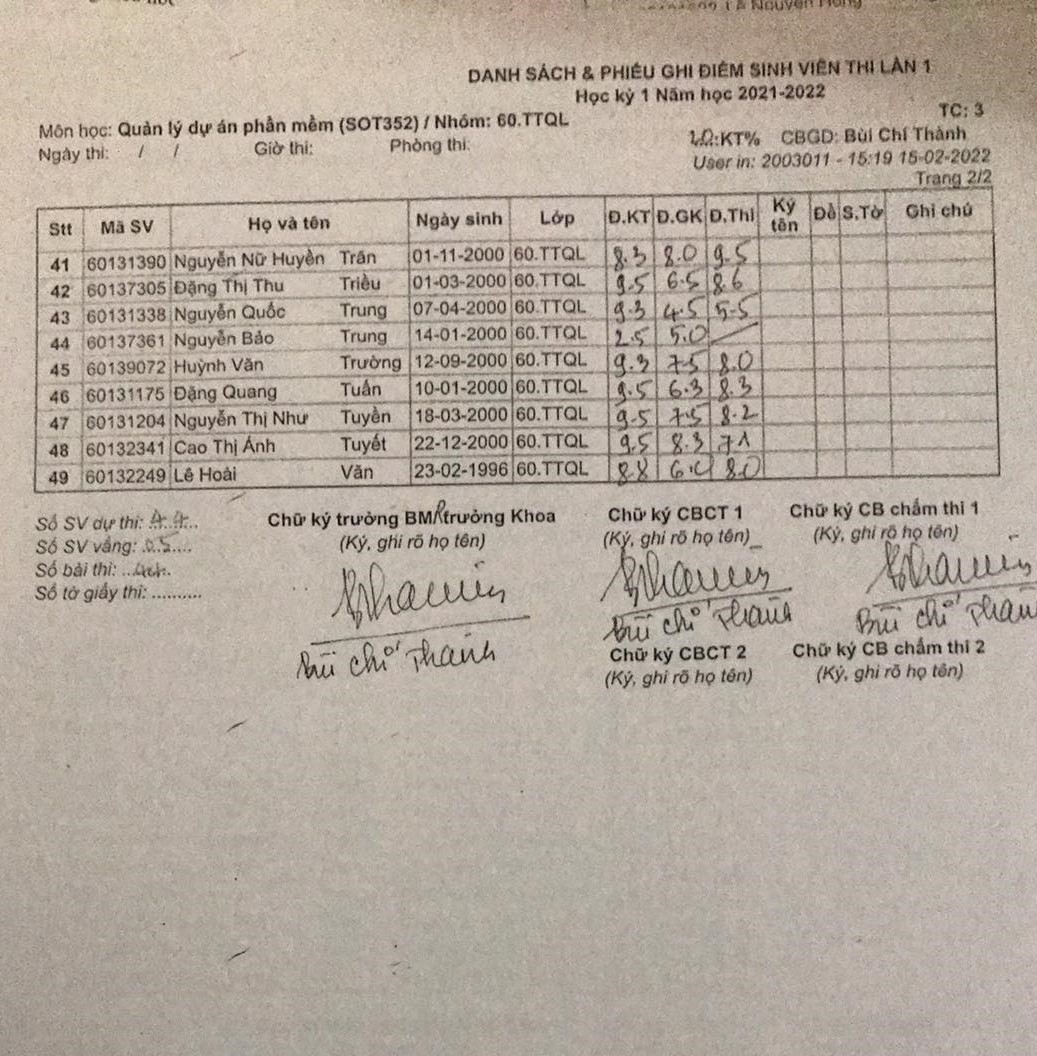 Lê Nguyên Hồng
DANH SÁCH & PHIẾU GHI ĐIỂM SINH VIÊN THI LẦN 1
Học kỳ 1 Năm học 2021-2022
TC: 3
Môn học: Quản lý dự án phần mềm (SOT352) / Nhóm: 60.TTQL
Ngày thi: / / Giờ thi: Phòng thi: KT% CBGD: Bùi Chí Thành
User in: 2003011 - 15:19 15-02-2022
Trang 2/2
Stt Mã SV Họ và tên Ngày sinh Lớp Đ.KT Đ.GK Đ.Thi Ký tên Đề S.Tờ Ghi chú
41 60131390 Nguyễn Nữ Huyền Trân 01-11-2000 60.TTQL 8.3 8.0 9.5
42 60137305 Đặng Thị Thu Triều 01-03-2000 60.TTQL 9.5 6.5 8.6
43 60131338 Nguyễn Quốc Trung 07-04-2000 60.TTQL 9.3 4.5 5.5
44 60137361 Nguyễn Bảo Trung 14-01-2000 60.TTQL 2.5 5.0
45 60139072 Huỳnh Văn Trường 12-09-2000 60.TTQL 9.3 7.5 8.0
46 60131175 Đặng Quang Tuấn 10-01-2000 60.TTQL 9.5 6.3 8.3
47 60131204 Nguyễn Thị Như Tuyền 18-03-2000 60.TTQL 9.5 7.5 8.2
48 60132341 Cao Thị Ánh Tuyết 22-12-2000 60.TTQL 9.5 8.3 7.1
49 60132249 Lê Hoài Văn 23-02-1996 60.TTQL 8.8 8.0
Số SV dự thi: 44 Chữ ký trưởng BM/trưởng Khoa Chữ ký CBCT 1 Chữ ký CB chấm thi 1
Số SV vắng: 05 (Ký, ghi rõ họ tên) (Ký, ghi rõ họ tên) (Ký, ghi rõ họ tên)
Số bài thi: 44
Số tờ giấy thi: ..........
Bùi Chí Thành Bùi Chí Thành Bùi Chí Thàn
Chữ ký CBCT 2 Chữ ký CB chấm thi 2
(Ký, ghi rõ họ tên) (Ký, ghi rõ họ tên)